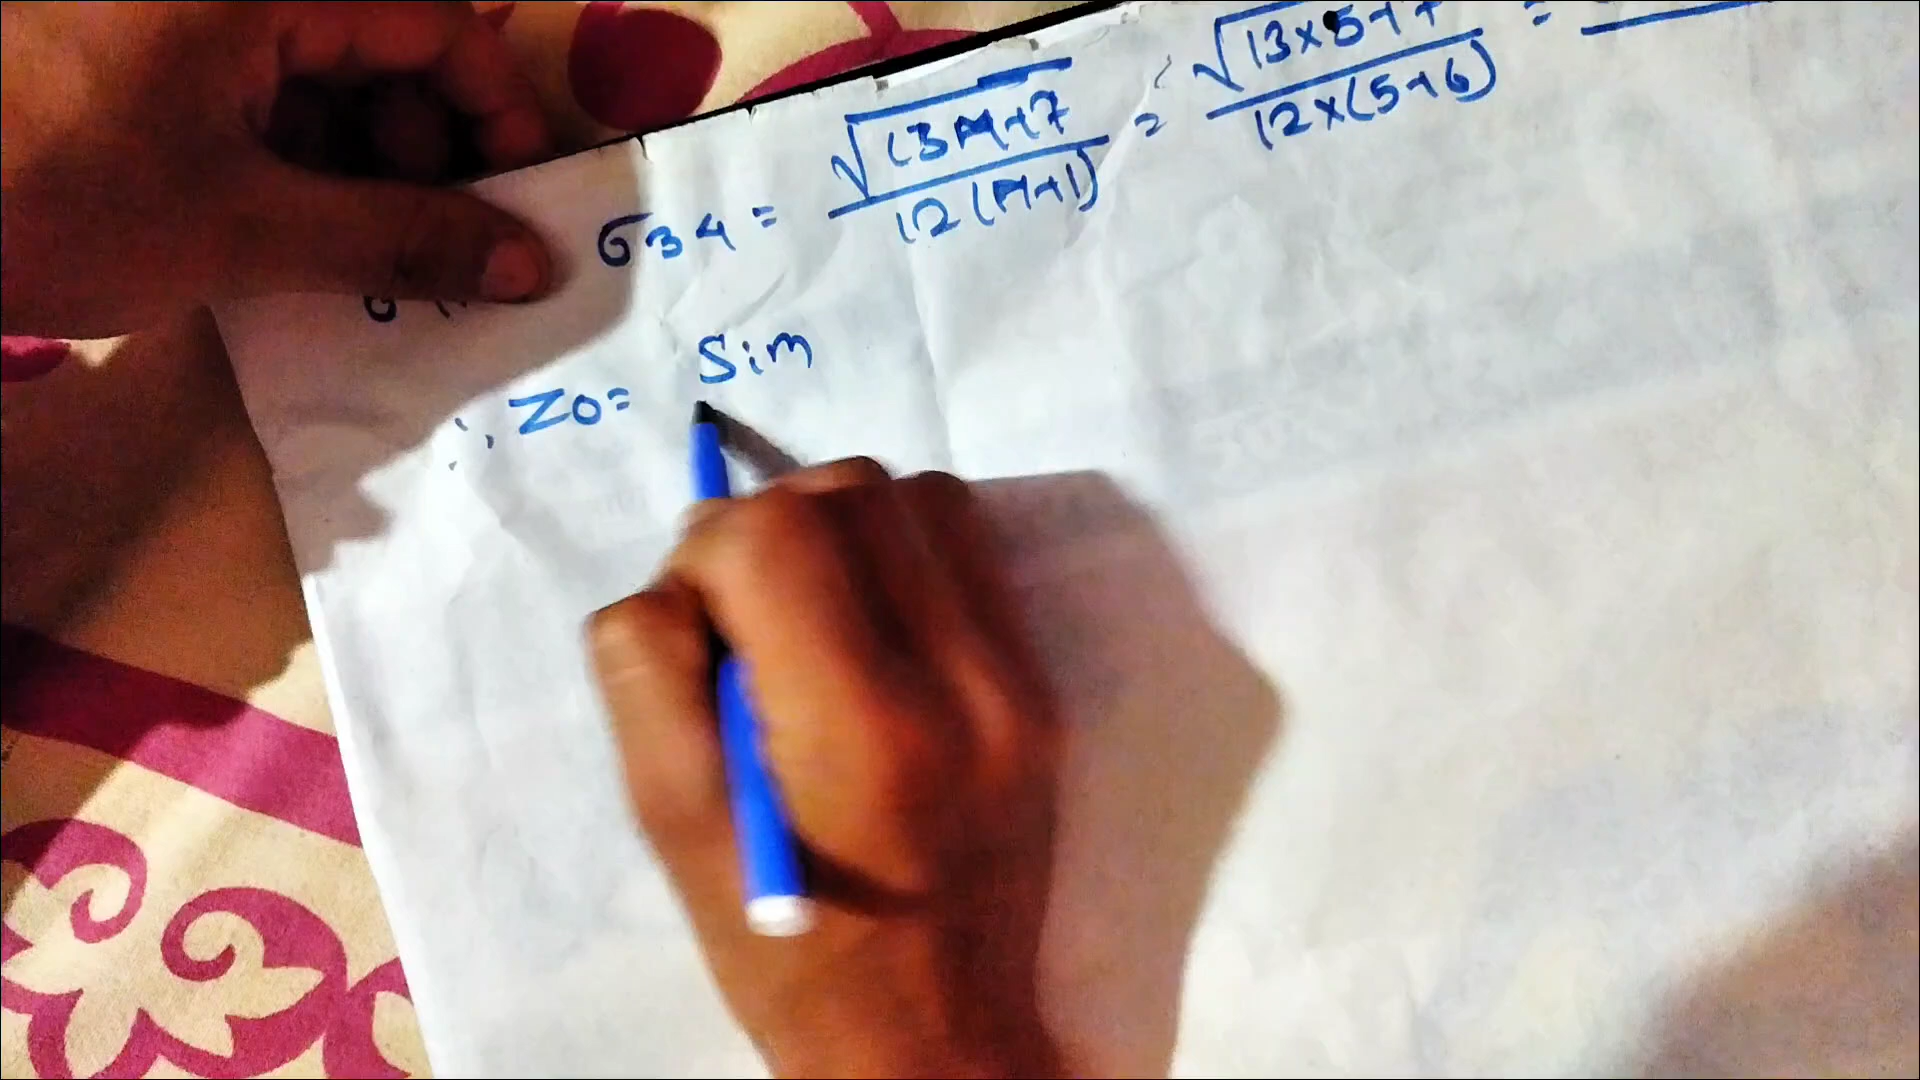 σ34 = √13M+7 / 12(M+1) = √13×5+7 / 12×(5+6) =
∴ Z0 = Sim